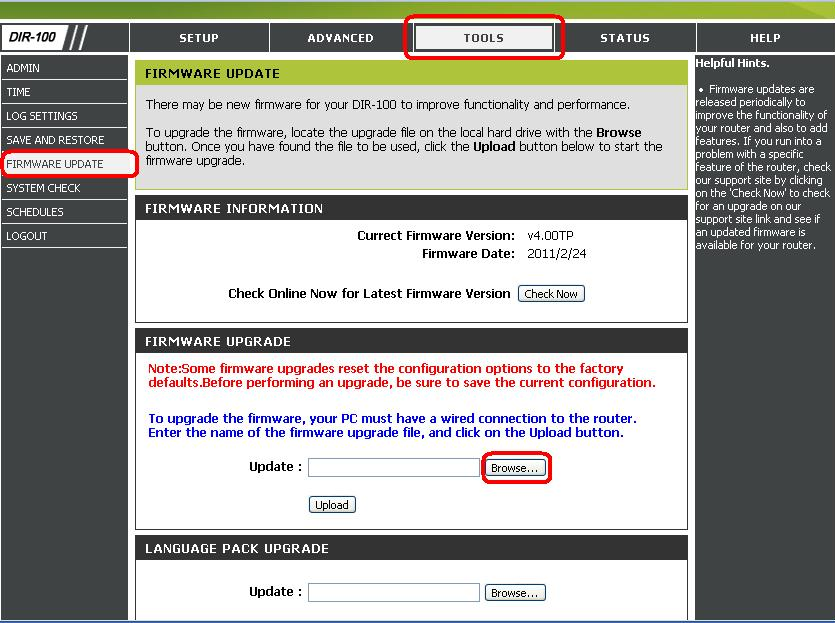 DIR-100 SETUP ADVANCED TOOLS STATUS HELP
ADMIN
TIME
LOG SETTINGS
SAVE AND RESTORE
FIRMWARE UPDATE
SYSTEM CHECK
SCHEDULES
LOGOUT
FIRMWARE UPDATE
There may be new firmware for your DIR-100 to improve functionality and performance.
To upgrade the firmware, locate the upgrade file on the local hard drive with the Browse
button. Once you have found the file to be used, click the Upload button below to start the
firmware upgrade.
FIRMWARE INFORMATION
Currect Firmware Version: v4.00TP
Firmware Date: 2011/2/24
Check Online Now for Latest Firmware Version Check Now
FIRMWARE UPGRADE
Note:Some firmware upgrades reset the configuration options to the factory
defaults.Before performing an upgrade, be sure to save the current configuration.
To upgrade the firmware, your PC must have a wired connection to the router.
Enter the name of the firmware upgrade file, and click on the Upload button.
Update : Browse...
Upload
LANGUAGE PACK UPGRADE
Update : Browse...
Helpful Hints.
• Firmware updates are
released periodically to
improve the functionality of
your router and also to add
features. If you run into a
problem with a specific
feature of the router, check
our support site by clicking
on the 'Check Now' to check
for an upgrade on our
support site link and see if
an updated firmware is
available for your router.